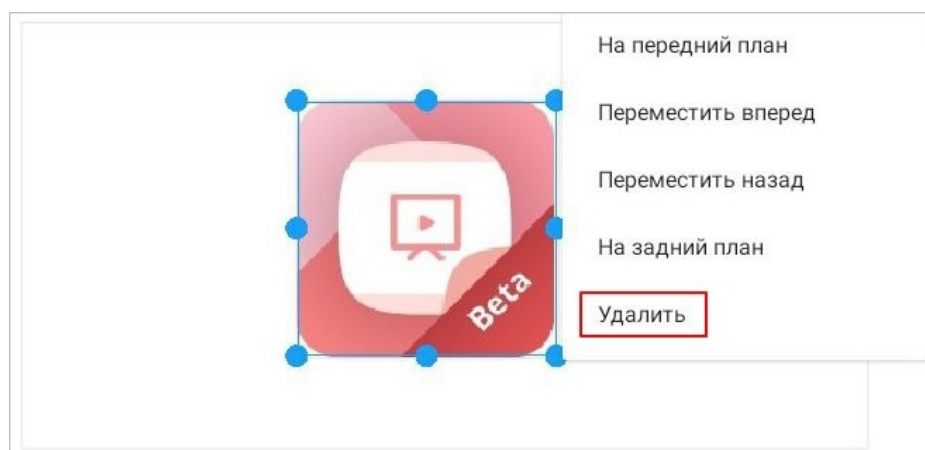 На передний план
Переместить вперед
Переместить назад
На задний план
Удалить
Beta